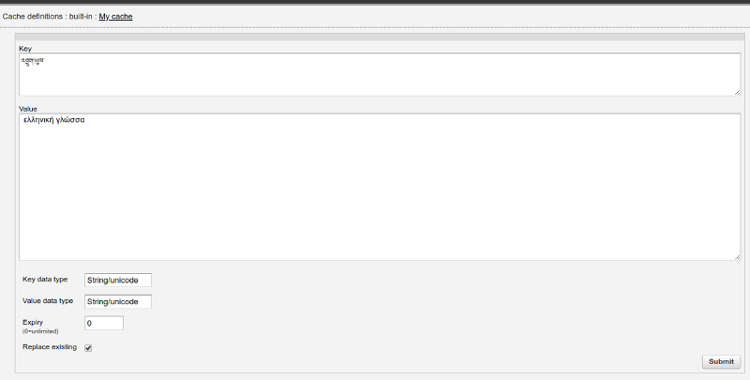 Cache definitions : built-in : My cache
Key
Value
ελληνική γλώσσα
Key data type
String/unicode
Value data type
String/unicode
Expiry
0
(0=unlimited)
Replace existing
Submit